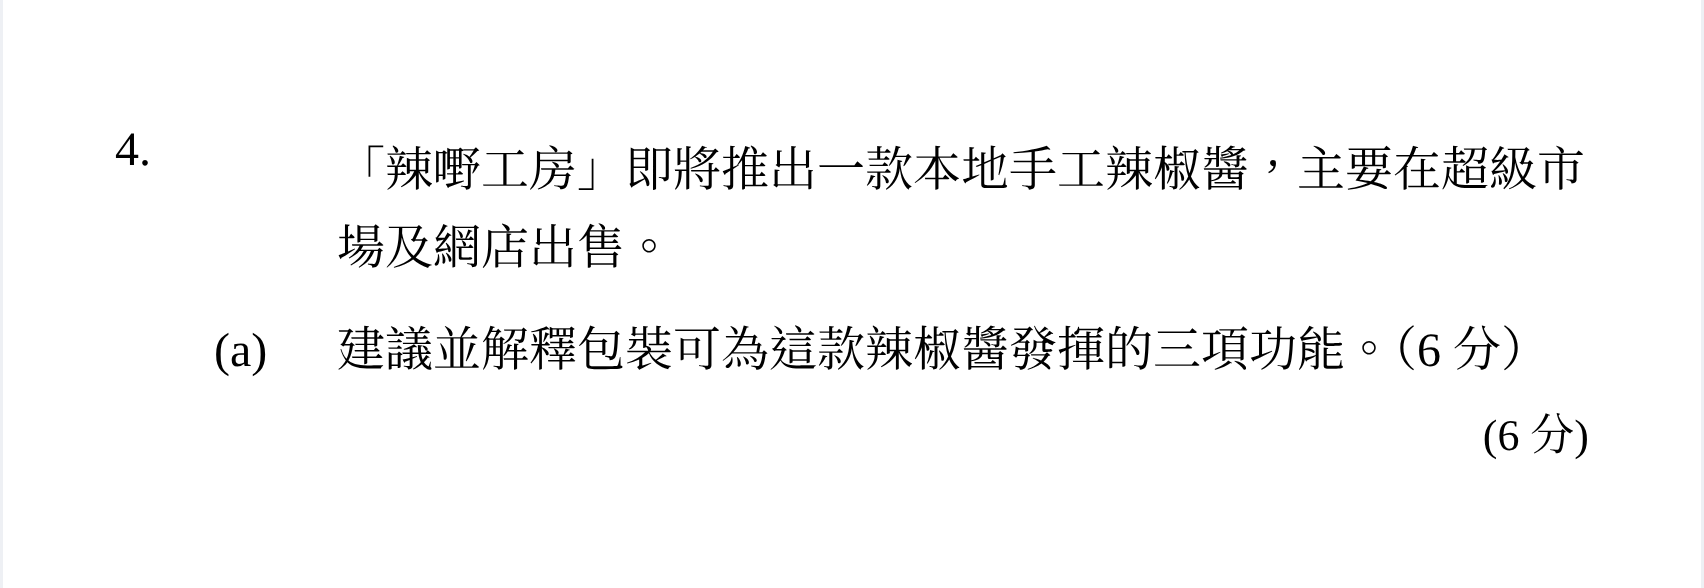 4.
「辣嘢工房」即將推出一款本地手工辣椒醬，主要在超級市
場及網店出售。
(a) 建議並解釋包裝可為這款辣椒醬發揮的三項功能。（6 分）
(6 分)